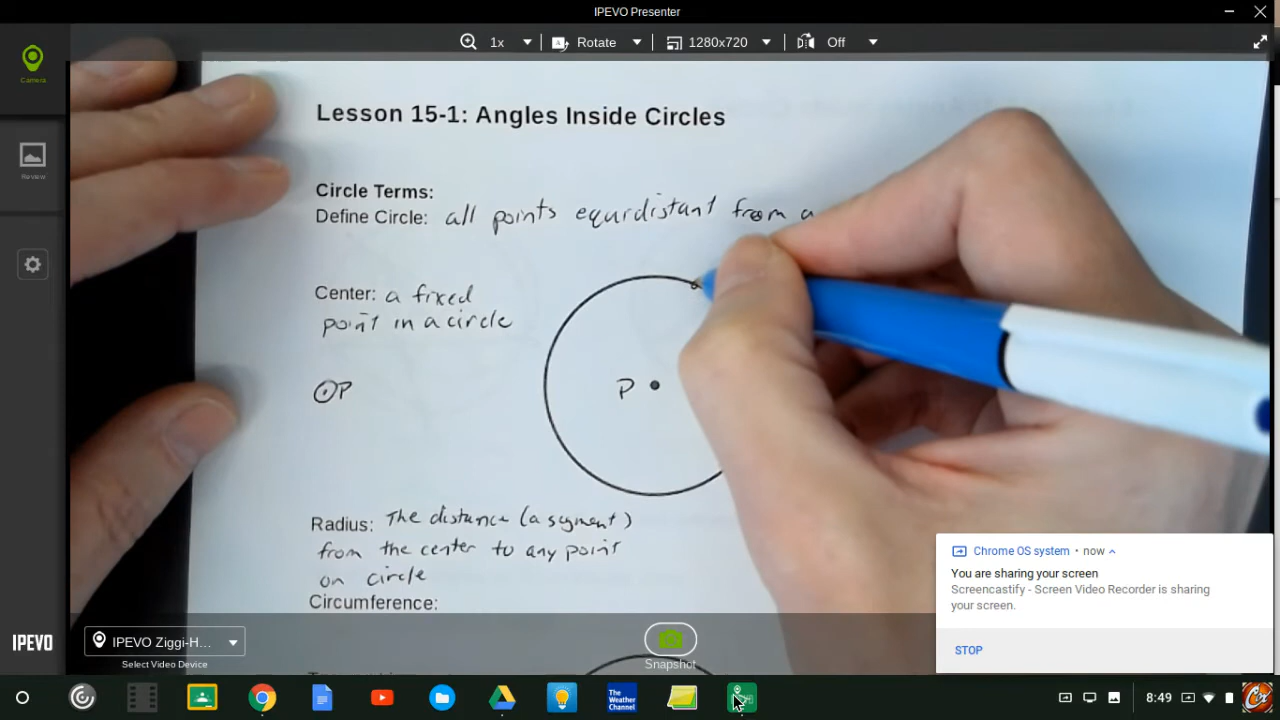 IPEVO Presenter
1x
Rotate
1280x720
Off
Camera
Review
Lesson 15-1: Angles Inside Circles
Circle Terms:
Define Circle: all points equidistant from a
Center: a fixed
point in a circle
⊙P
P
Radius: The distance (a segment)
from the center to any point
on circle
Circumference:
Chrome OS system • now
You are sharing your screen
Screencastify - Screen Video Recorder is sharing
your screen.
STOP
IPEVO
IPEVO Ziggi-H...
Select Video Device
Snapshot
The
Weather
Channel
8:49